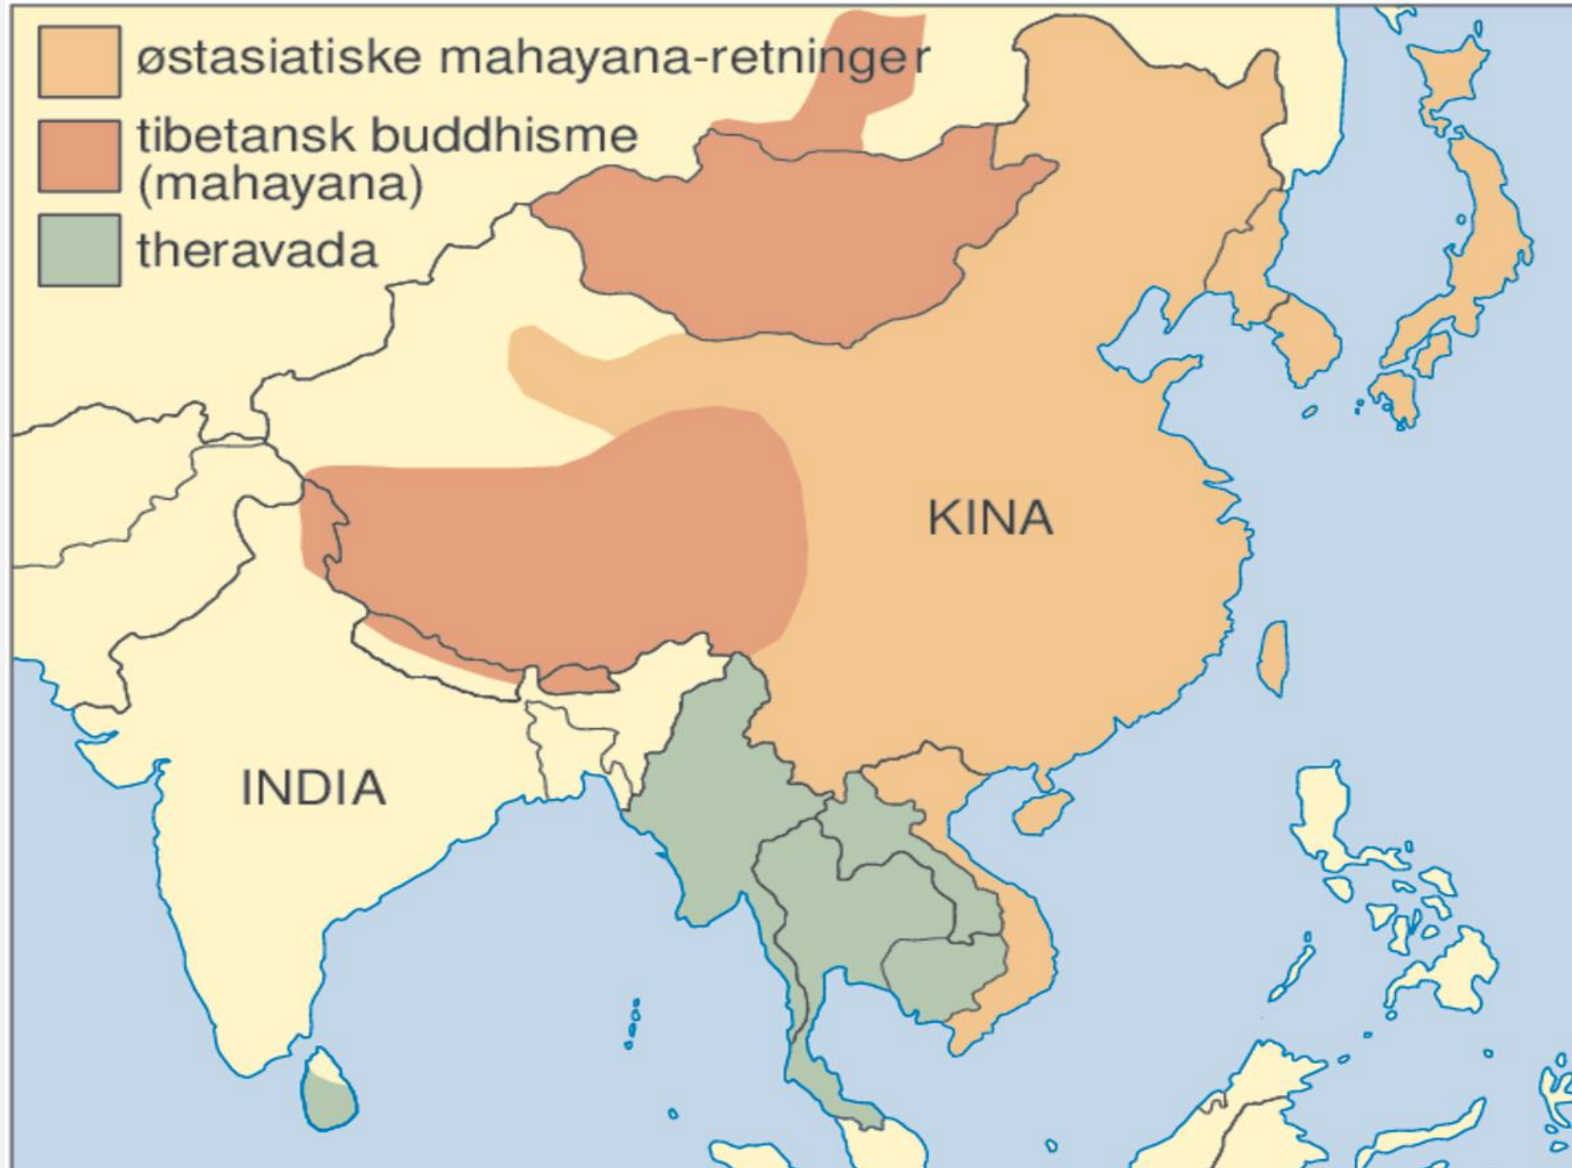 østasiatiske mahayana-retninger
tibetansk buddhisme
(mahayana)
theravada
KINA
INDIA